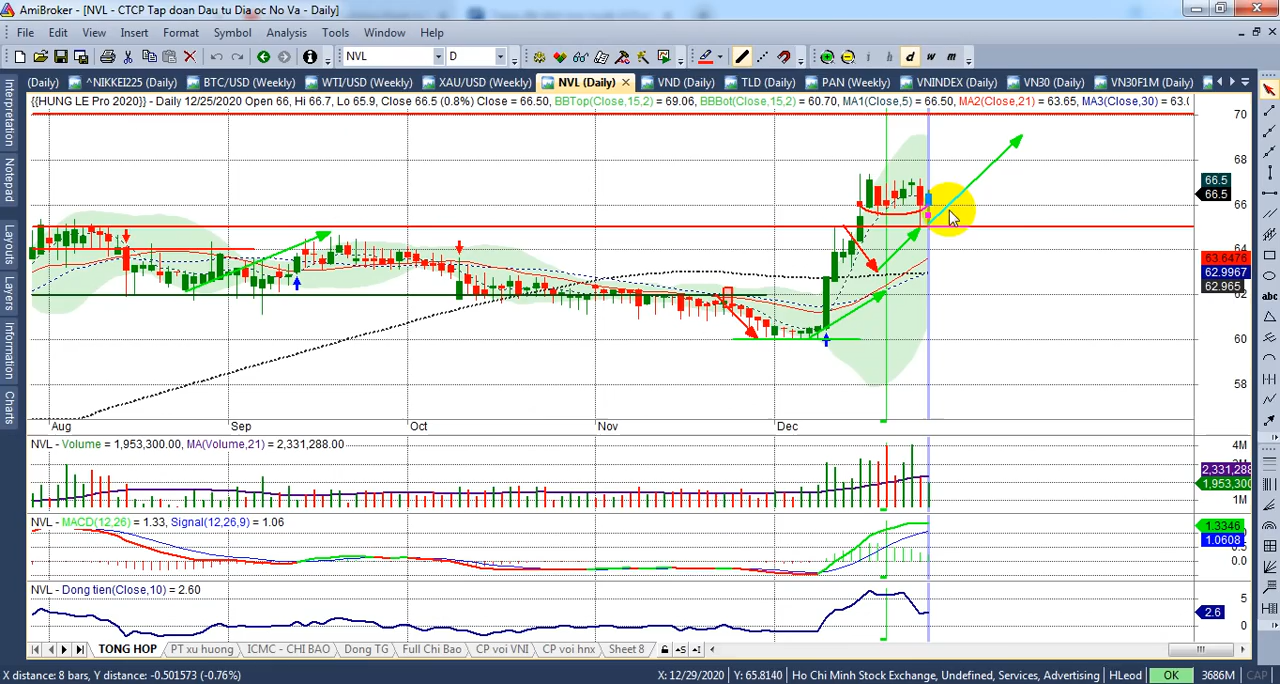 AmiBroker - [NVL - CTCP Tap doan Dau tu Dia oc No Va - Daily]
File Edit View Insert Format Symbol Analysis Tools Window Help
NVL D i h d w m
(Daily) ^NIKKEI225 (Daily) BTC/USD (Weekly) WTI/USD (Weekly) XAU/USD (Weekly) NVL (Daily) VND (Daily) TLD (Daily) PAN (Weekly) VNINDEX (Daily) VN30 (Daily) VN30F1M (Daily)
{{HUNG LE Pro 2020}} - Daily 12/25/2020 Open 66, Hi 66.7, Lo 65.9, Close 66.5 (0.8%) Close = 66.50, BBTop(Close,15,2) = 69.06, BBBot(Close,15,2) = 60.70, MA1(Close,5) = 66.50, MA2(Close,21) = 63.65, MA3(Close,30) = 63.0
Interpretation
Notepad
Layouts
Layers
Information
Charts
abc
70
68
66.5
66.5
66
64
63.6476
62.9967
62.965
62
60
58
Aug Sep Oct Nov Dec
NVL - Volume = 1,953,300.00, MA(Volume,21) = 2,331,288.00
4M
2,331,288
1,953,300
1M
NVL - MACD(12,26) = 1.33, Signal(12,26,9) = 1.06
1.3346
1.0608
0.5
0.0
NVL - Dong tien(Close,10) = 2.60
5
2.6
0
TONG HOP PT xu huong ICMC - CHI BAO Dong TG Full Chi Bao CP voi VNI CP voi hnx Sheet 8
X distance: 8 bars, Y distance: -0.501573 (-0.76%) X: 12/29/2020 Y: 65.8140 Ho Chi Minh Stock Exchange, Undefined, Services, Advertising HLeod OK 3686M CAP